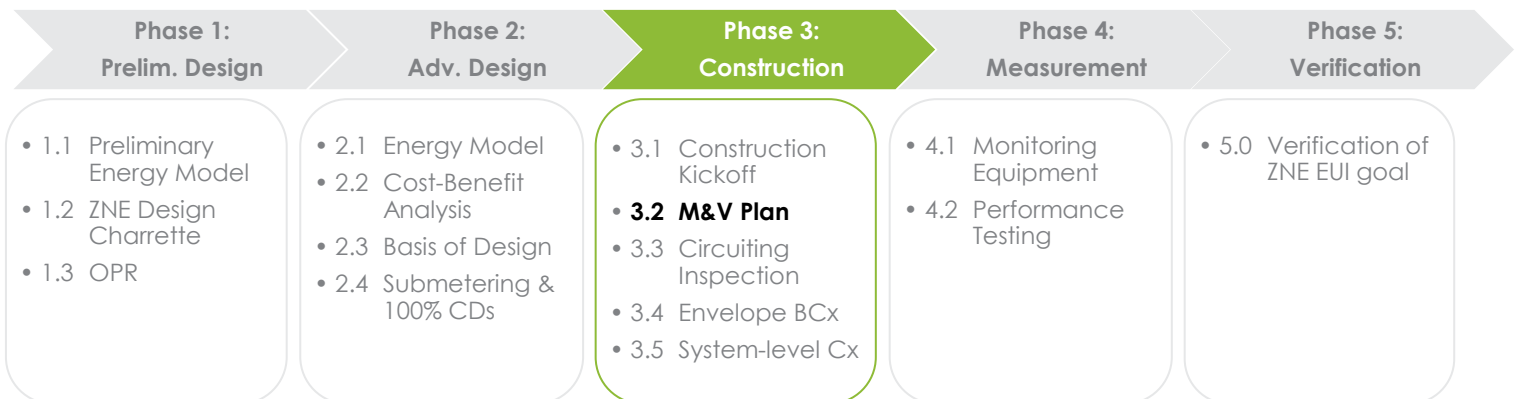 Phase 1:
Prelim. Design
Phase 2:
Adv. Design
Phase 3:
Construction
Phase 4:
Measurement
Phase 5:
Verification
• 1.1 Preliminary
Energy Model
• 1.2 ZNE Design
Charrette
• 1.3 OPR
• 2.1 Energy Model
• 2.2 Cost-Benefit
Analysis
• 2.3 Basis of Design
• 2.4 Submetering &
100% CDs
• 3.1 Construction
Kickoff
• 3.2 M&V Plan
• 3.3 Circuiting
Inspection
• 3.4 Envelope BCx
• 3.5 System-level Cx
• 4.1 Monitoring
Equipment
• 4.2 Performance
Testing
• 5.0 Verification of
ZNE EUI goal